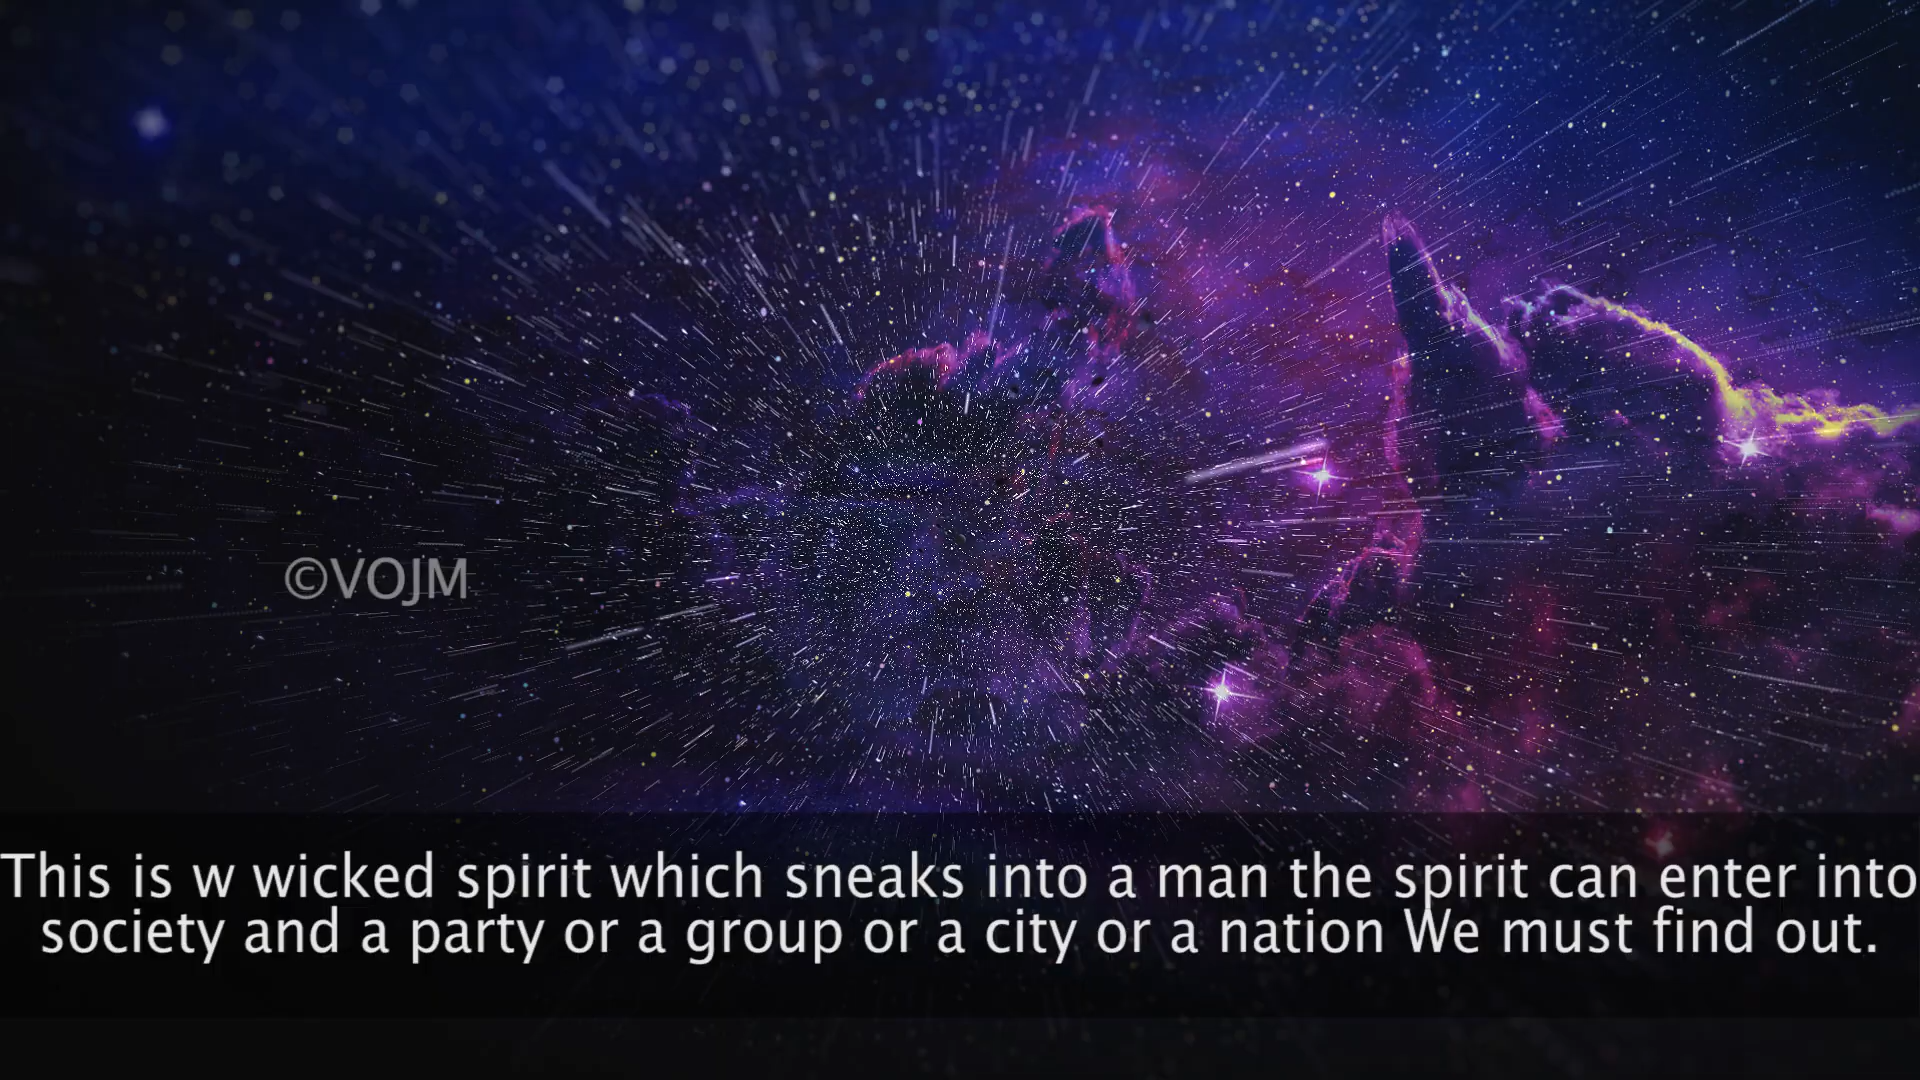 ©VOJM
This is w wicked spirit which sneaks into a man the spirit can enter into
society and a party or a group or a city or a nation We must find out.